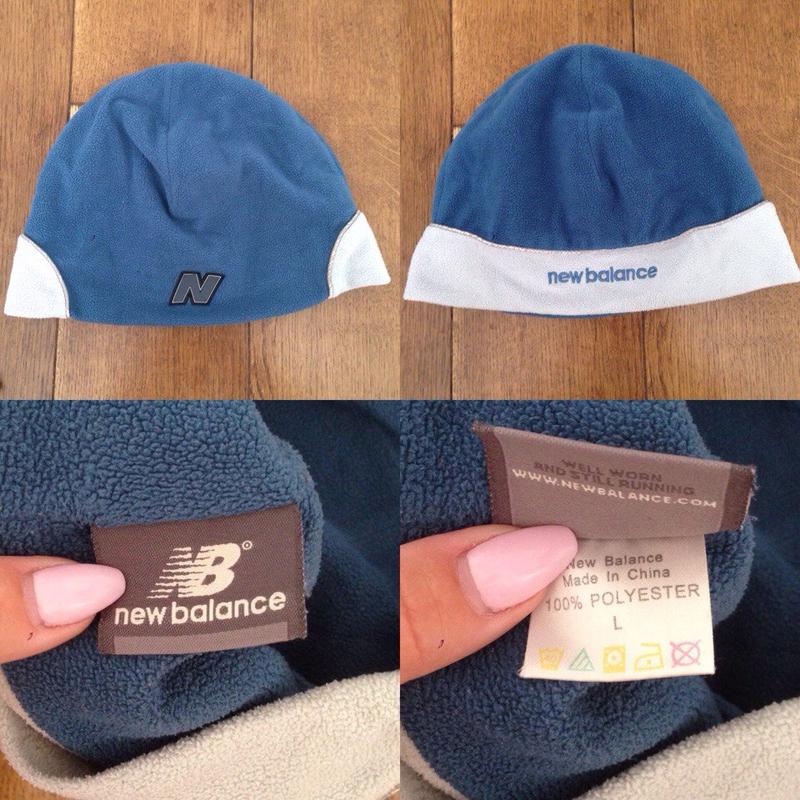 N
new balance
NB
new balance
WELL WORN
AND STILL RUNNING
WWW.NEWBALANCE.COM
New Balance
Made In China
100% POLYESTER
L